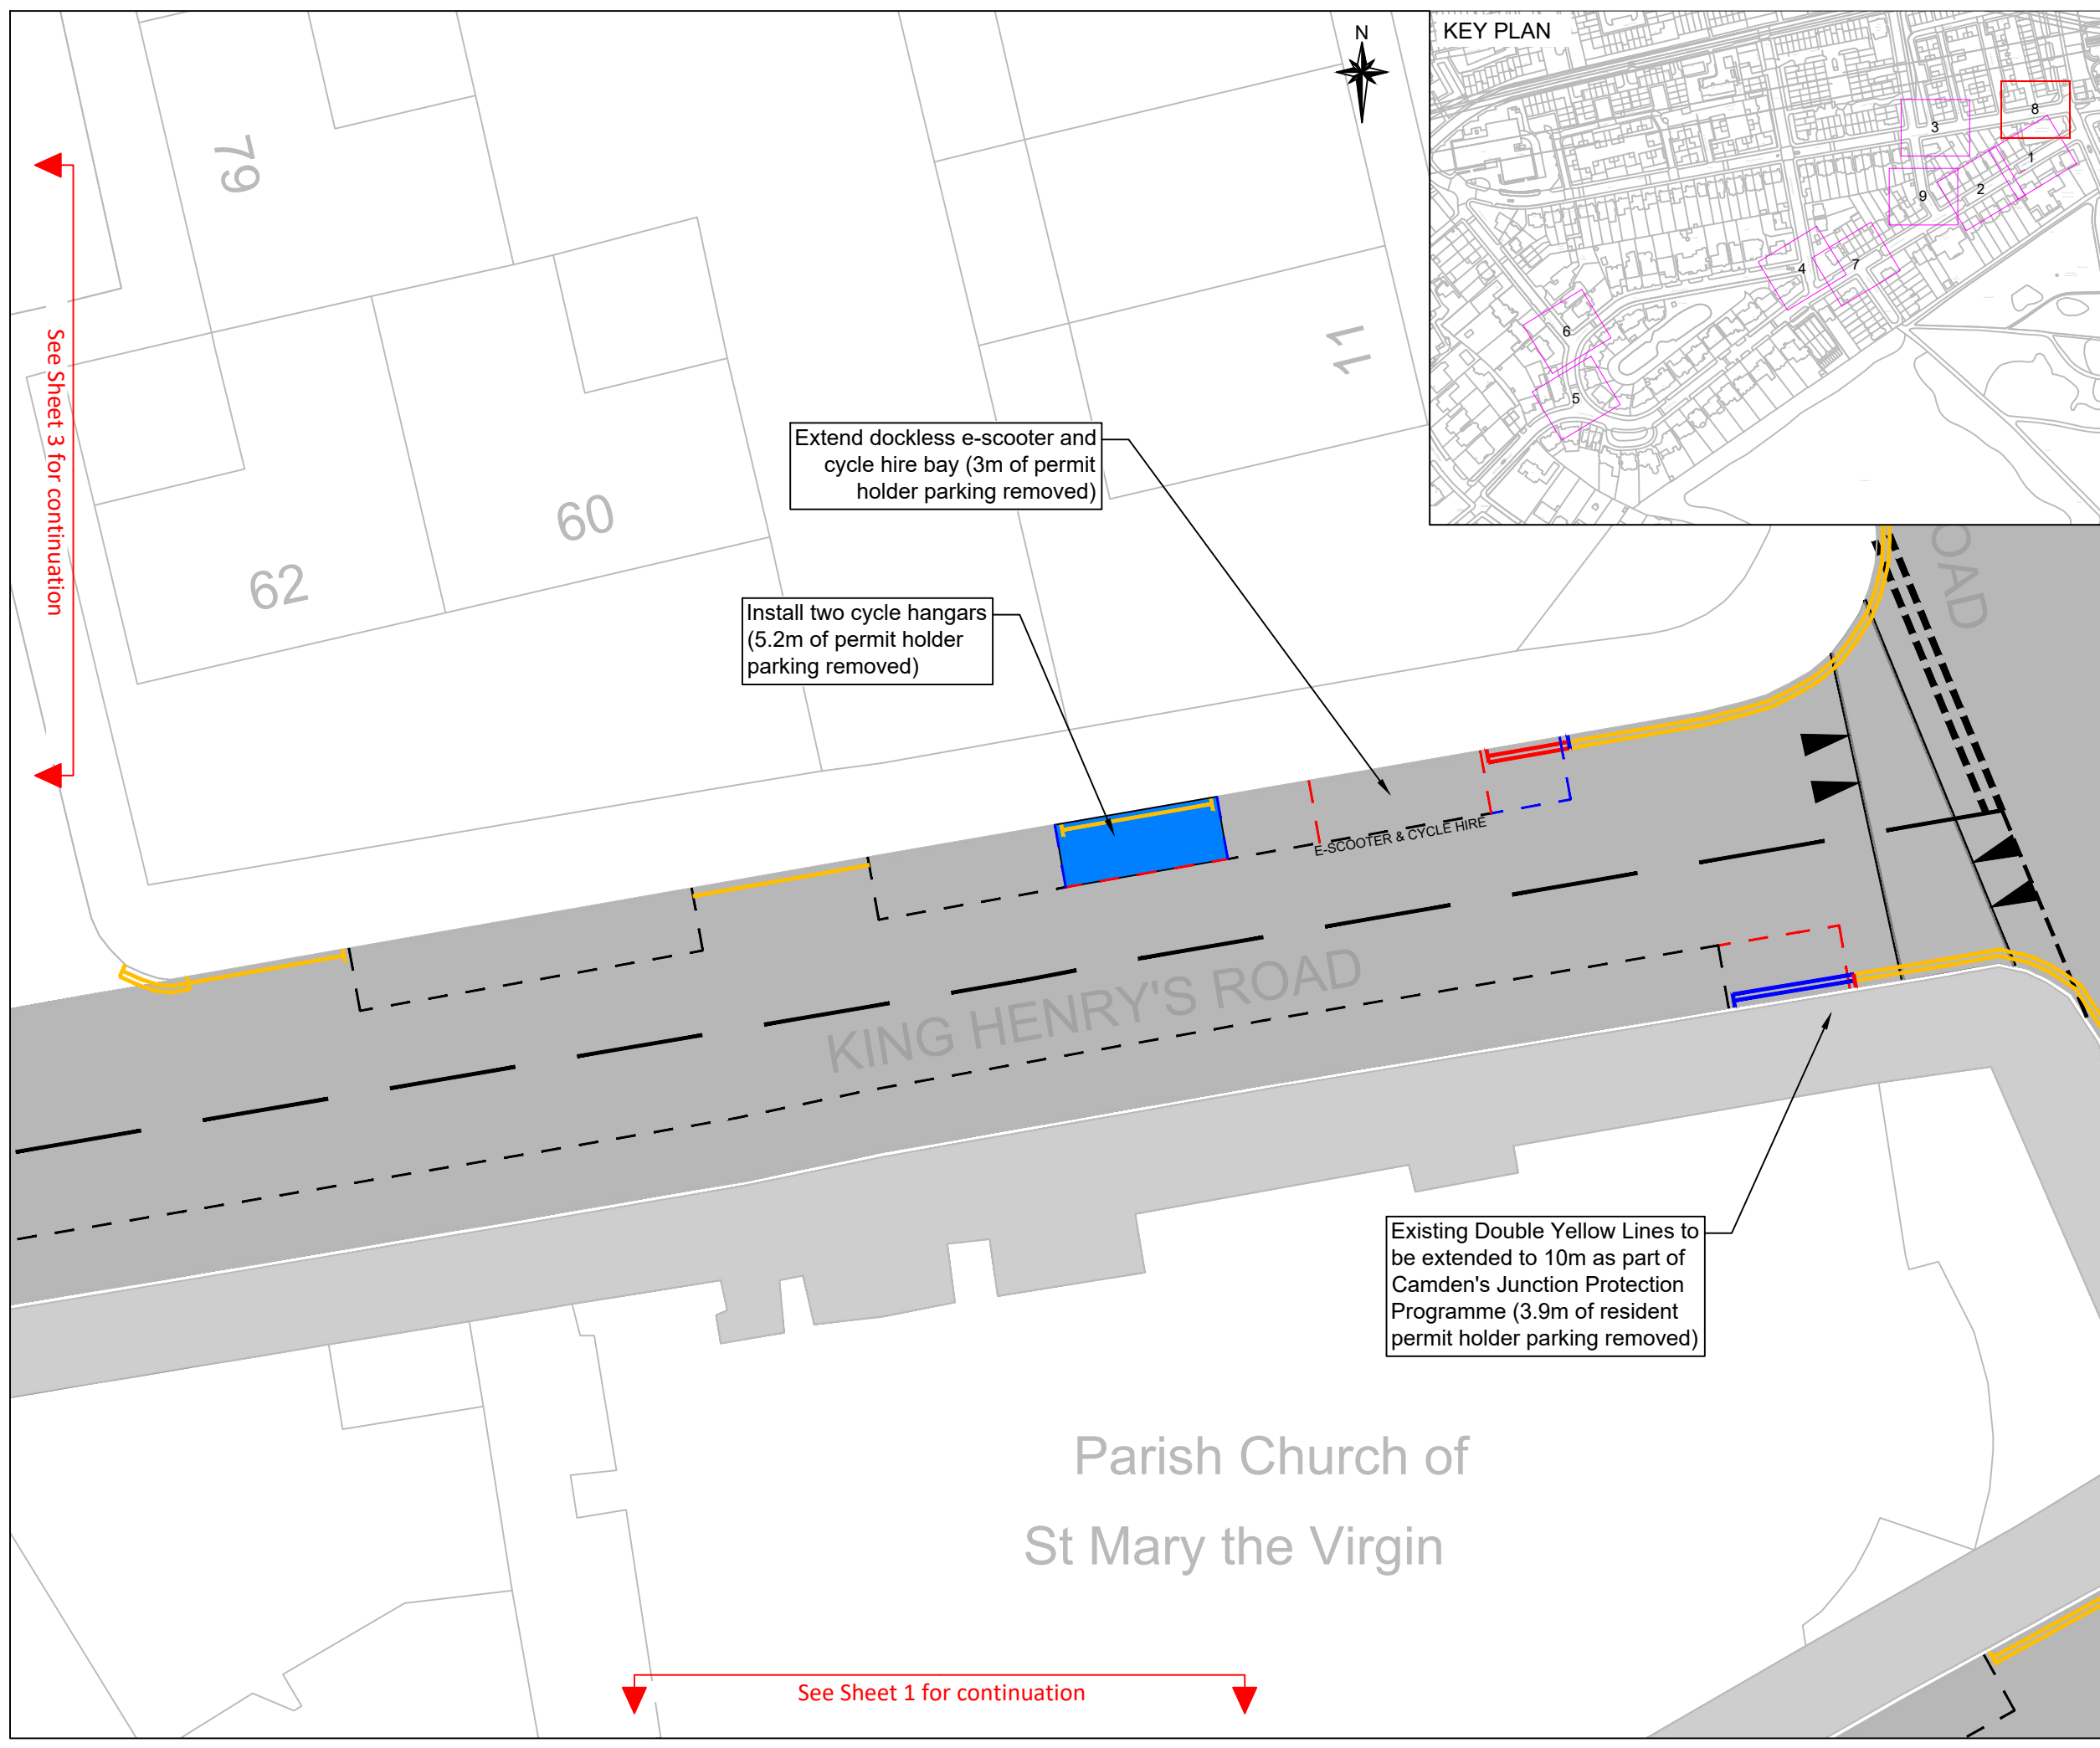 N
KEY PLAN
8
3
1
2
9
4
7
6
5
79
See Sheet 3 for continuation
11
Extend dockless e-scooter and
cycle hire bay (3m of permit
holder parking removed)
60
62
OAD
Install two cycle hangars
(5.2m of permit holder
parking removed)
E-SCOOTER & CYCLE HIRE
KING HENRY'S ROAD
Existing Double Yellow Lines to
be extended to 10m as part of
Camden's Junction Protection
Programme (3.9m of resident
permit holder parking removed)
Parish Church of
St Mary the Virgin
See Sheet 1 for continuation